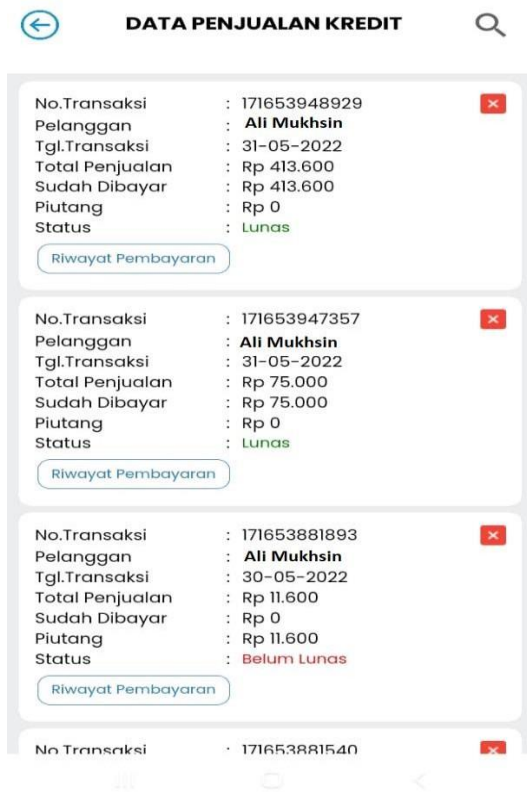 DATA PENJUALAN KREDIT
No.Transaksi : 171653948929
Pelanggan : Ali Mukhsin
Tgl.Transaksi : 31-05-2022
Total Penjualan : Rp 413.600
Sudah Dibayar : Rp 413.600
Piutang : Rp 0
Status : Lunas
Riwayat Pembayaran
No.Transaksi : 171653947357
Pelanggan : Ali Mukhsin
Tgl.Transaksi : 31-05-2022
Total Penjualan : Rp 75.000
Sudah Dibayar : Rp 75.000
Piutang : Rp 0
Status : Lunas
Riwayat Pembayaran
No.Transaksi : 171653881893
Pelanggan : Ali Mukhsin
Tgl.Transaksi : 30-05-2022
Total Penjualan : Rp 11.600
Sudah Dibayar : Rp 0
Piutang : Rp 11.600
Status : Belum Lunas
Riwayat Pembayaran
No.Transaksi : 171653881540